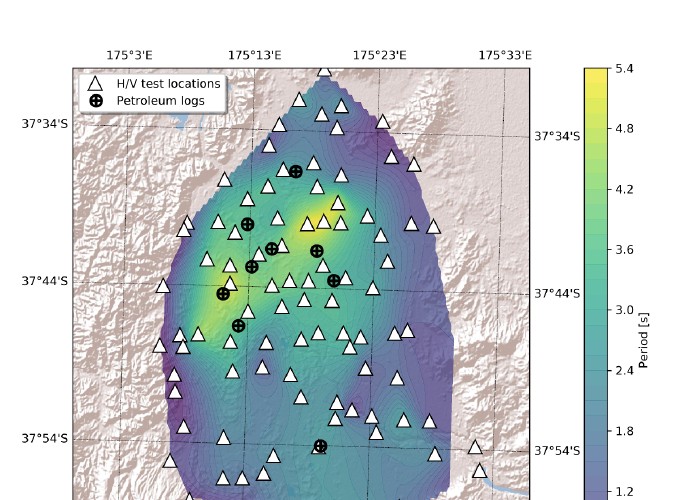 175°3'E 175°13'E 175°23'E 175°33'E
H/V test locations
Petroleum logs
37°34'S 37°34'S
37°44'S 37°44'S
37°54'S 37°54'S
5.4
4.8
4.2
3.6
3.0
2.4
1.8
1.2
Period [s]